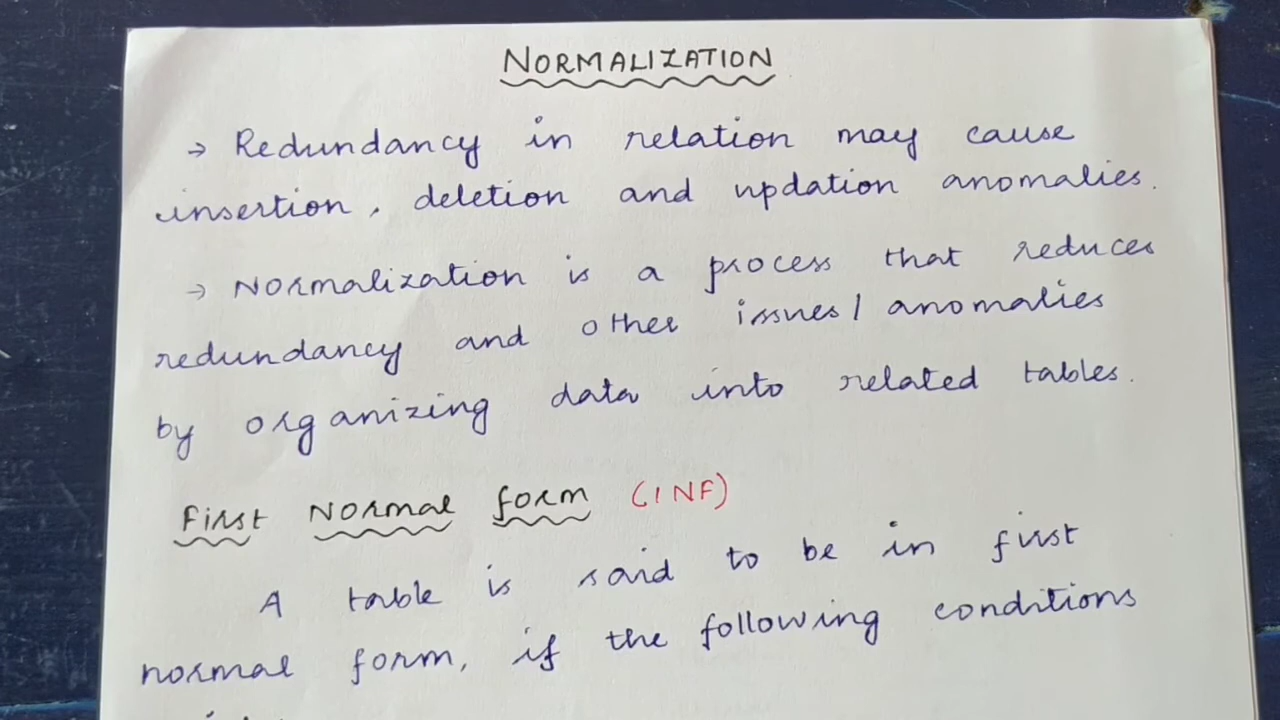 NORMALIZATION
→ Redundancy in relation may cause
insertion, deletion and updation anomalies.
→ Normalization is a process that reduces
redundancy and other issues/ anomalies
by organizing data into related tables.
First Normal form (1NF)
A table is said to be in first
normal form, if the following conditions